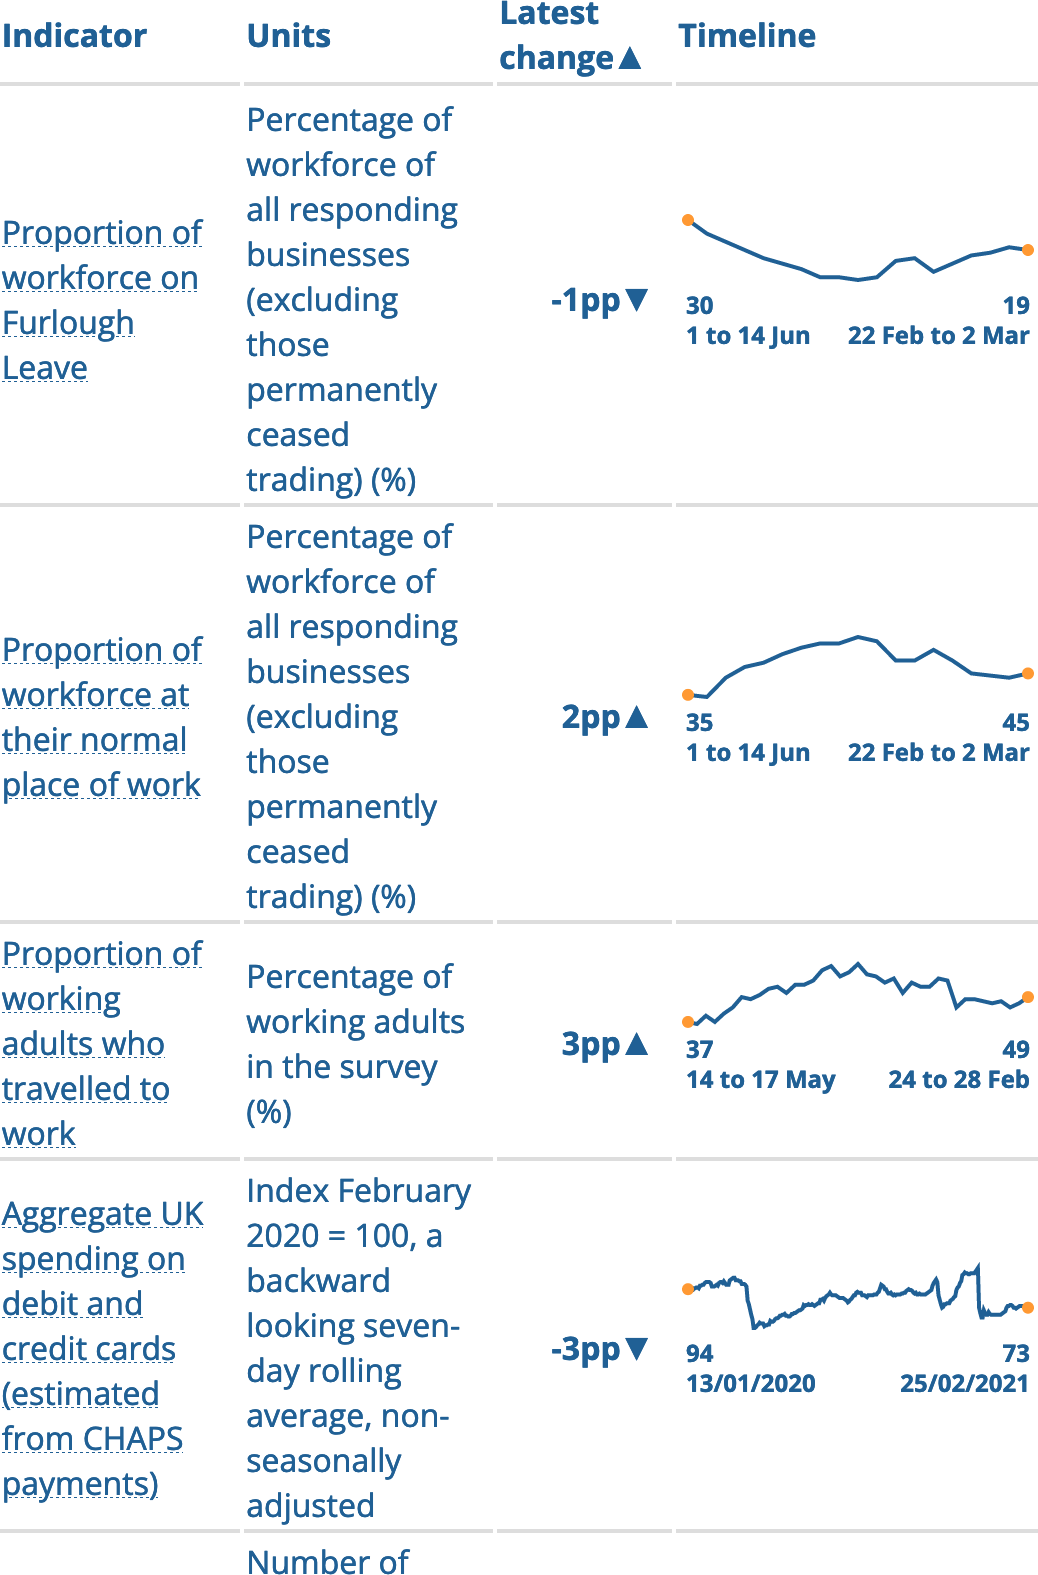 Indicator
Units
Latest
change▲
Timeline
Proportion of
workforce on
Furlough
Leave
Percentage of
workforce of
all responding
businesses
(excluding
those
permanently
ceased
trading) (%)
-1pp▼
30
19
1 to 14 Jun
22 Feb to 2 Mar
Proportion of
workforce at
their normal
place of work
Percentage of
workforce of
all responding
businesses
(excluding
those
permanently
ceased
trading) (%)
2pp▲
35
45
1 to 14 Jun
22 Feb to 2 Mar
Proportion of
working
adults who
travelled to
work
Percentage of
working adults
in the survey
(%)
3pp▲
37
49
14 to 17 May
24 to 28 Feb
Aggregate UK
spending on
debit and
credit cards
(estimated
from CHAPS
payments)
Index February
2020 = 100, a
backward
looking seven-
day rolling
average, non-
seasonally
adjusted
-3pp▼
94
73
13/01/2020
25/02/2021
Number of